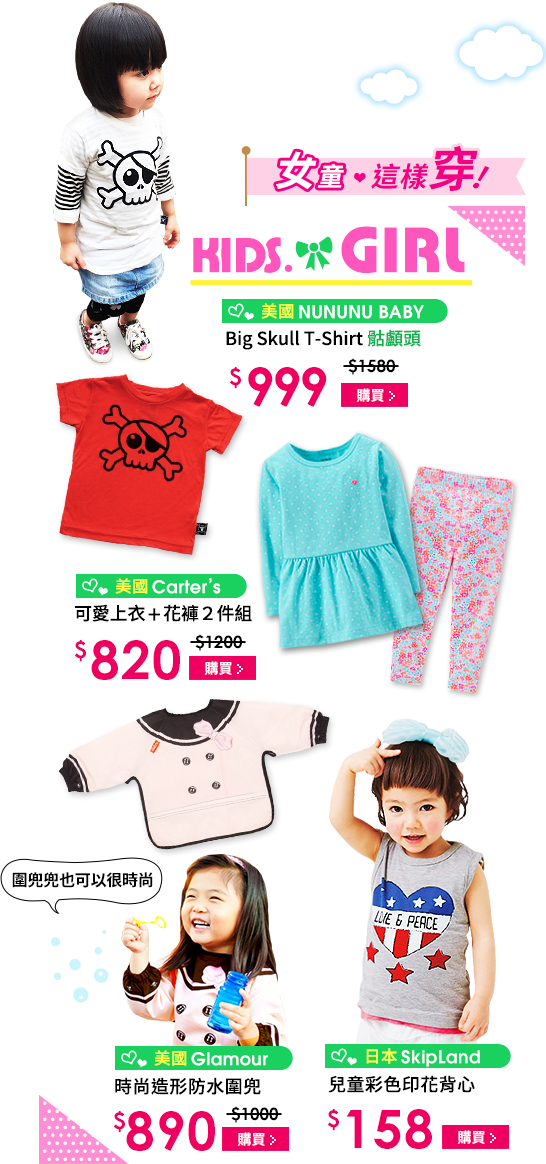 女童♥這樣穿!
KIDS. GIRL
美國 NUNUNU BABY
Big Skull T-Shirt 骷顱頭
$1580
$999
購買 >
美國 Carter's
可愛上衣＋花褲２件組
$1200
$820
購買 >
圍兜兜也可以很時尚
LOVE & PEACE
美國 Glamour
時尚造形防水圍兜
$1000
$890
購買 >
日本 SkipLand
兒童彩色印花背心
$158
購買 >